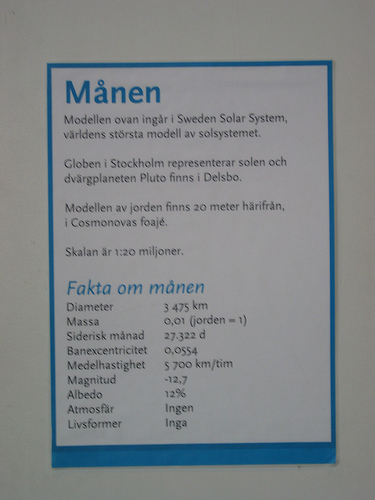 Månen
Modellen ovan ingår i Sweden Solar System,
världens största modell av solsystemet.
Globen i Stockholm representerar solen och
dvärgplaneten Pluto finns i Delsbo.
Modellen av jorden finns 20 meter härifrån,
i Cosmonovas foajé.
Skalan är 1:20 miljoner.
Fakta om månen
Diameter 3 475 km
Massa 0,01 (jorden = 1)
Siderisk månad 27.322 d
Banexcentricitet 0,0554
Medelhastighet 5 700 km/tim
Magnitud -12,7
Albedo 12%
Atmosfär Ingen
Livsformer Inga